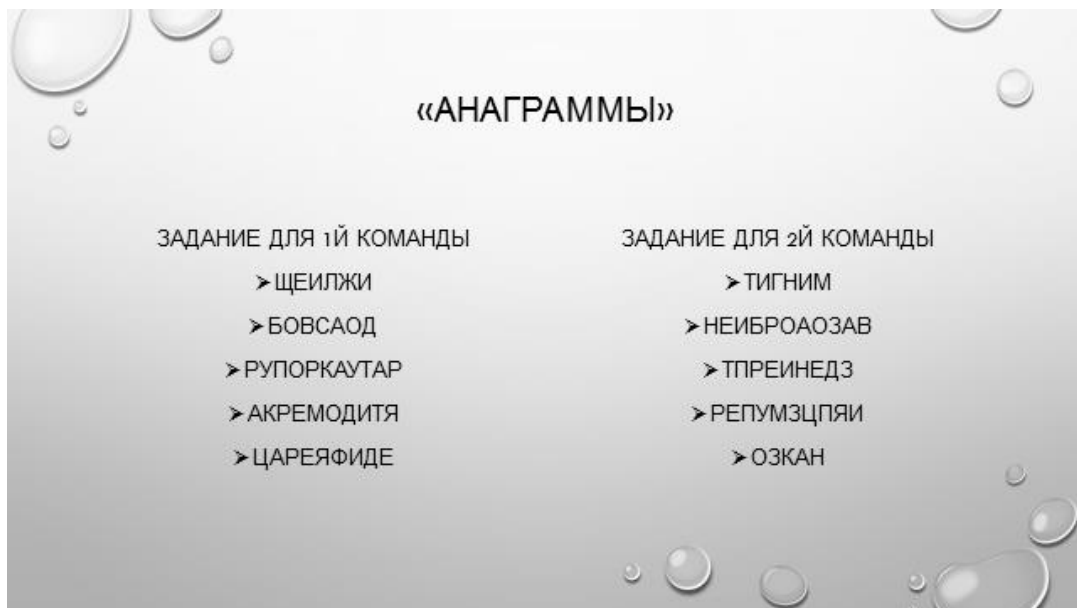 «АНАГРАММЫ»
ЗАДАНИЕ ДЛЯ 1Й КОМАНДЫ
➢ЩЕИЛЖИ
➢БОВСАОД
➢РУПОРКАУТАР
➢АКРЕМОДИТЯ
➢ЦАРЕЯФИДЕ
ЗАДАНИЕ ДЛЯ 2Й КОМАНДЫ
➢ТИГНИМ
➢НЕИБРОАОЗАВ
➢ТПРЕИНЕДЗ
➢РЕПУМЗЦПЯИ
➢ОЗКАН